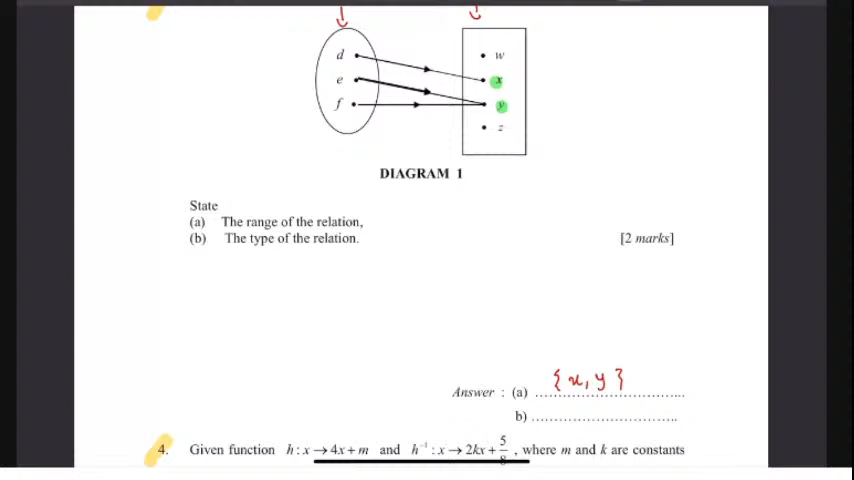 d w
e x
f y
z
DIAGRAM 1
State
(a) The range of the relation,
(b) The type of the relation. [2 marks]
Answer : (a) {x, y}
b)
4. Given function h : x → 4x + m and h⁻¹ : x → 2kx + 5/8 , where m and k are constants